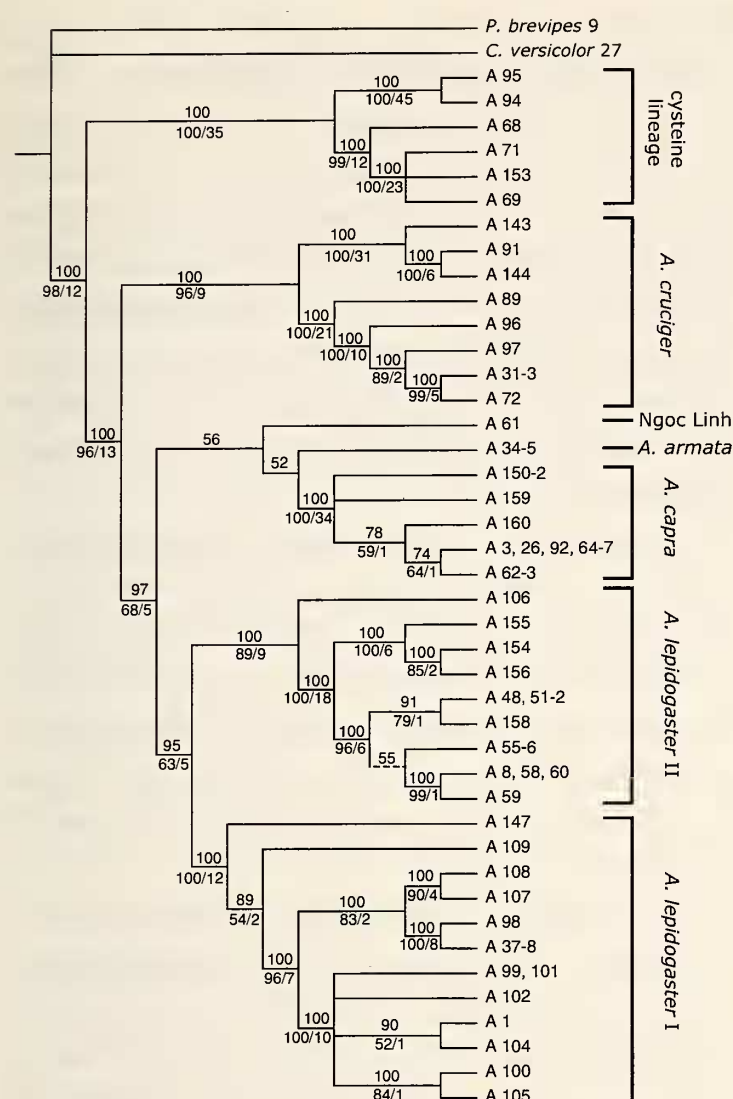 P. brevipes 9
C. versicolor 27
100
100/45
A 95
A 94
100
100/35
A 68
99/12
100
A 71
100
100/23
A 153
A 69
cysteine
lineage
A 143
100
100/31
A 91
100
100/6
A 144
100
98/12
100
96/9
A 89
100
100/21
A 96
100
100/10
A 97
100
89/2
A 31-3
100
99/5
A 72
A. cruciger
100
96/13
A 61
Ngoc Linh
56
A 34-5
A. armata
52
A 150-2
100
100/34
A 159
A 160
78
59/1
A 3, 26, 92, 64-7
74
64/1
A 62-3
A. capra
97
68/5
A 106
100
89/9
A 155
100
100/6
A 154
100
85/2
A 156
100
100/18
A 48, 51-2
91
79/1
A 158
100
96/6
A 55-6
55
A 8, 58, 60
100
99/1
A 59
A. lepidogaster II
95
63/5
A 147
100
100/12
A 109
89
54/2
A 108
100
90/4
A 107
100
83/2
A 98
100
100/8
A 37-8
100
96/7
A 99, 101
A 102
100
100/10
A 1
90
52/1
A 104
A 100
100
84/1
A 105
A. lepidogaster I